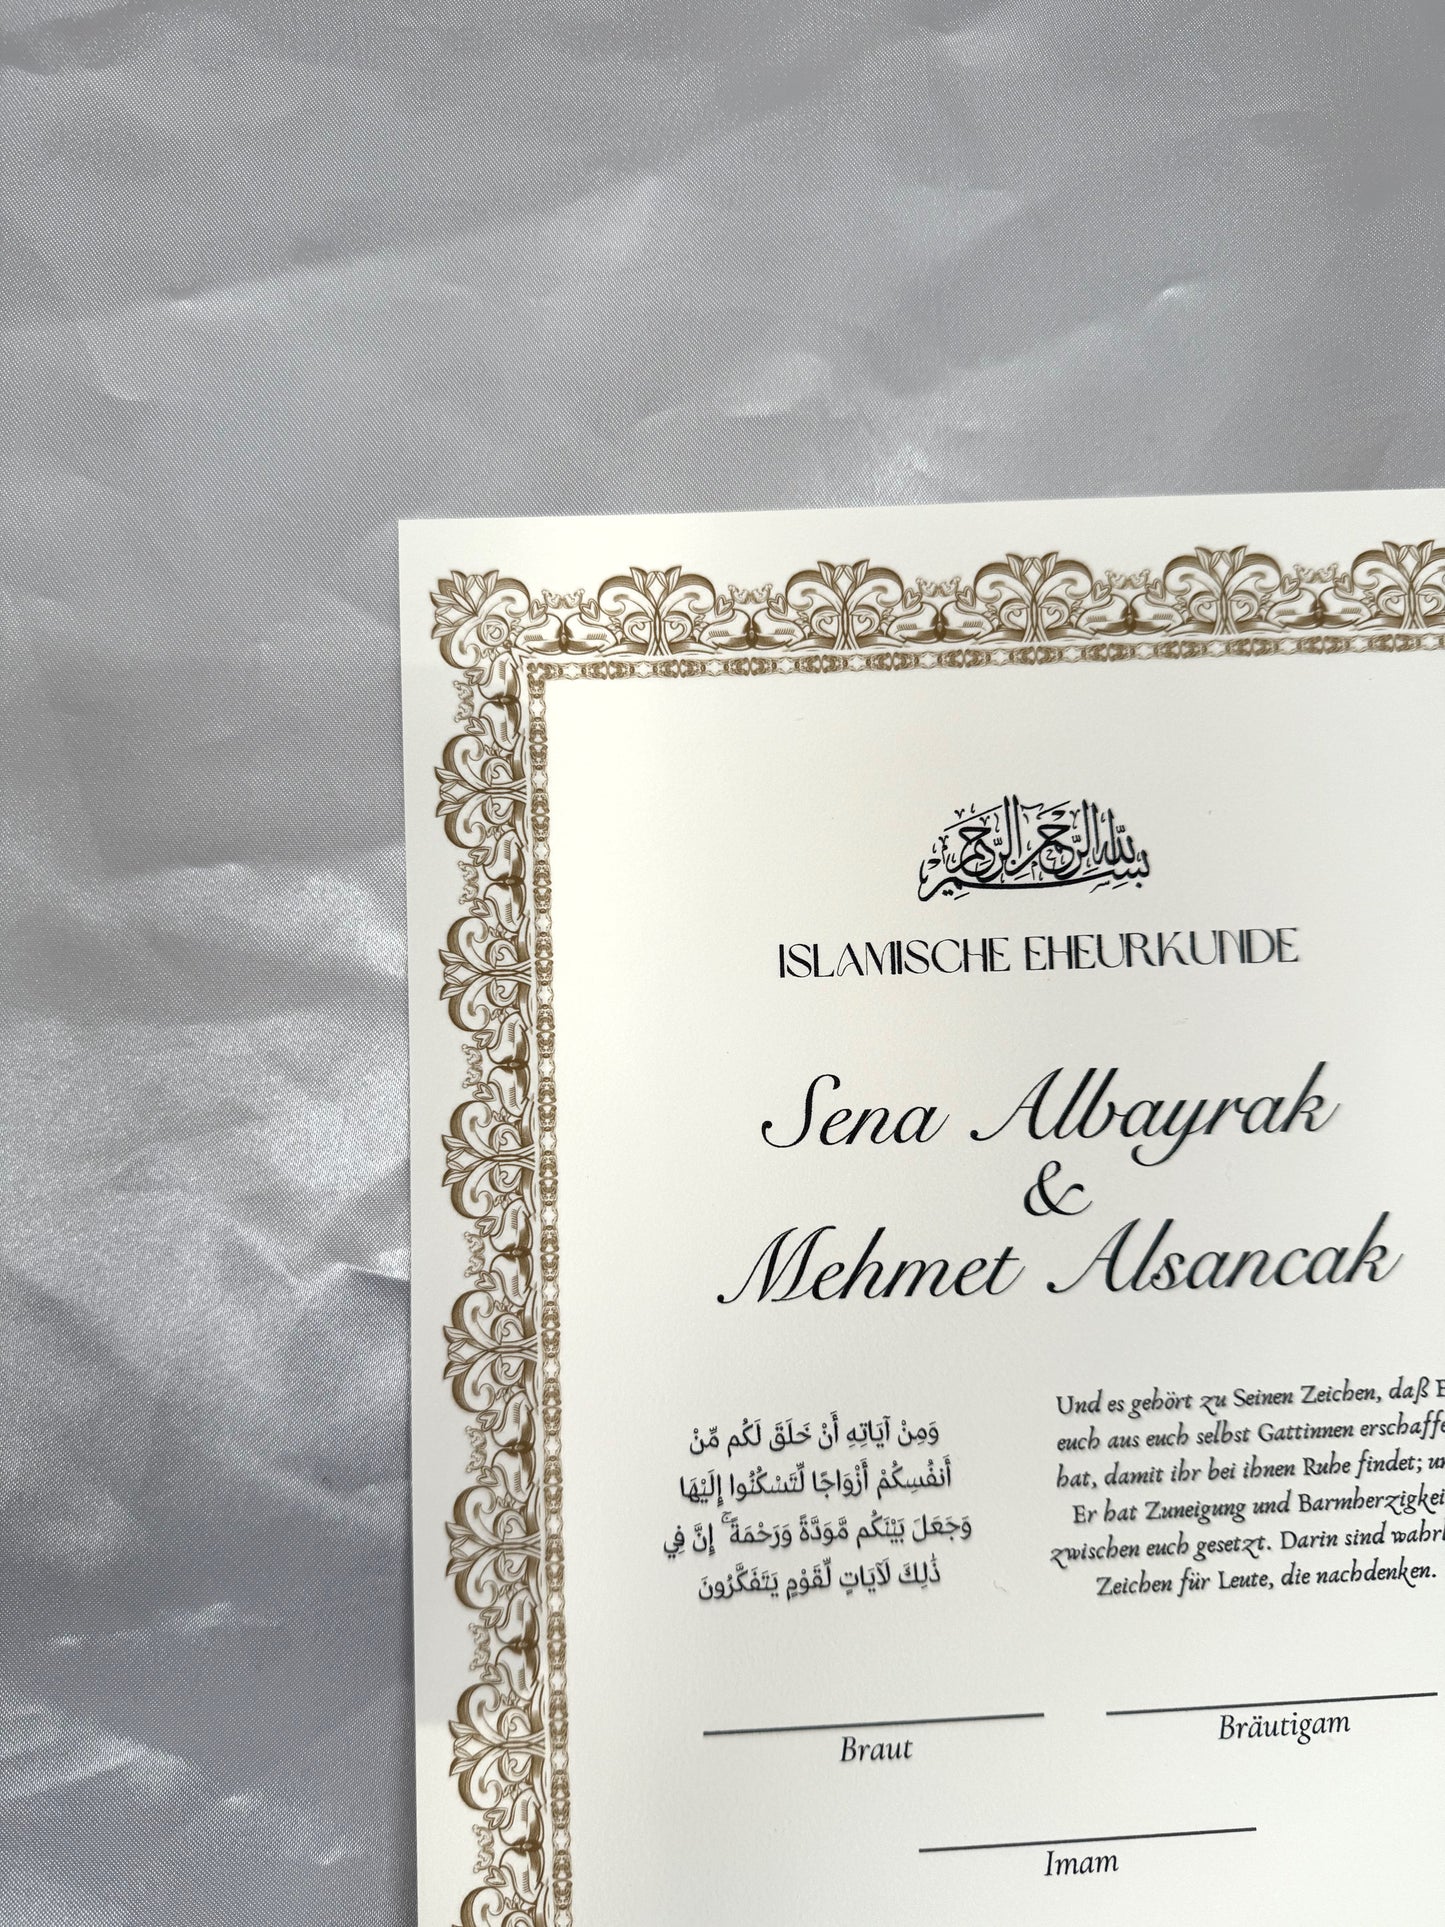 بسم الله الرحمن الرحيم
ISLAMISCHE EHEURKUNDE
Sena Albayrak
&
Mehmet Alsancak
وَمِنْ آيَاتِهِ أَنْ خَلَقَ لَكُم مِّنْ
أَنفُسِكُمْ أَزْوَاجًا لِّتَسْكُنُوا إِلَيْهَا
وَجَعَلَ بَيْنَكُم مَّوَدَّةً وَرَحْمَةً ۚ إِنَّ فِي
ذَٰلِكَ لَآيَاتٍ لِّقَوْمٍ يَتَفَكَّرُونَ
Und es gehört zu Seinen Zeichen, daß
euch aus euch selbst Gattinnen
hat, damit ihr bei ihnen Ruhe findet;
Er hat Zuneigung und
zwischen euch gesetzt. Darin sind
Zeichen für Leute, die nachdenken.
Braut
Bräutigam
Imam